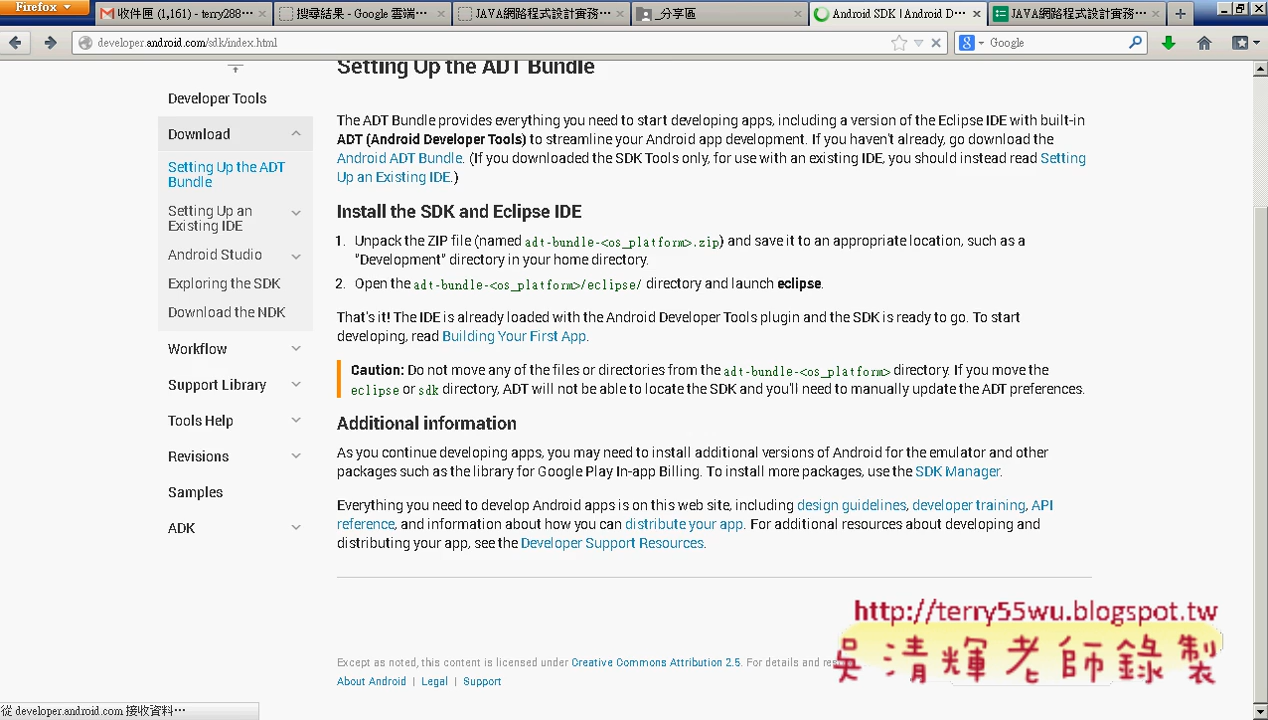 Firefox
收件匣 (1,161) - terry288...
搜尋結果 - Google 雲端...
JAVA網路程式設計實務...
_分享區
Android SDK | Android D...
JAVA網路程式設計實務...
developer.android.com/sdk/index.html
Google
Developer Tools
Download
Setting Up the ADT
Bundle
Setting Up an
Existing IDE
Android Studio
Exploring the SDK
Download the NDK
Workflow
Support Library
Tools Help
Revisions
Samples
ADK
Setting Up the ADT Bundle
The ADT Bundle provides everything you need to start developing apps, including a version of the Eclipse IDE with built-in
ADT (Android Developer Tools) to streamline your Android app development. If you haven't already, go download the
Android ADT Bundle. (If you downloaded the SDK Tools only, for use with an existing IDE, you should instead read Setting
Up an Existing IDE.)
Install the SDK and Eclipse IDE
1. Unpack the ZIP file (named adt-bundle-<os_platform>.zip) and save it to an appropriate location, such as a
"Development" directory in your home directory.
2. Open the adt-bundle-<os_platform>/eclipse/ directory and launch eclipse.
That's it! The IDE is already loaded with the Android Developer Tools plugin and the SDK is ready to go. To start
developing, read Building Your First App.
Caution: Do not move any of the files or directories from the adt-bundle-<os_platform> directory. If you move the
eclipse or sdk directory, ADT will not be able to locate the SDK and you'll need to manually update the ADT preferences.
Additional information
As you continue developing apps, you may need to install additional versions of Android for the emulator and other
packages such as the library for Google Play In-app Billing. To install more packages, use the SDK Manager.
Everything you need to develop Android apps is on this web site, including design guidelines, developer training, API
reference, and information about how you can distribute your app. For additional resources about developing and
distributing your app, see the Developer Support Resources.
http://terry55wu.blogspot.tw
吳清輝老師錄製
Except as noted, this content is licensed under Creative Commons Attribution 2.5. For details and
About Android | Legal | Support
從 developer.android.com 接收資料…